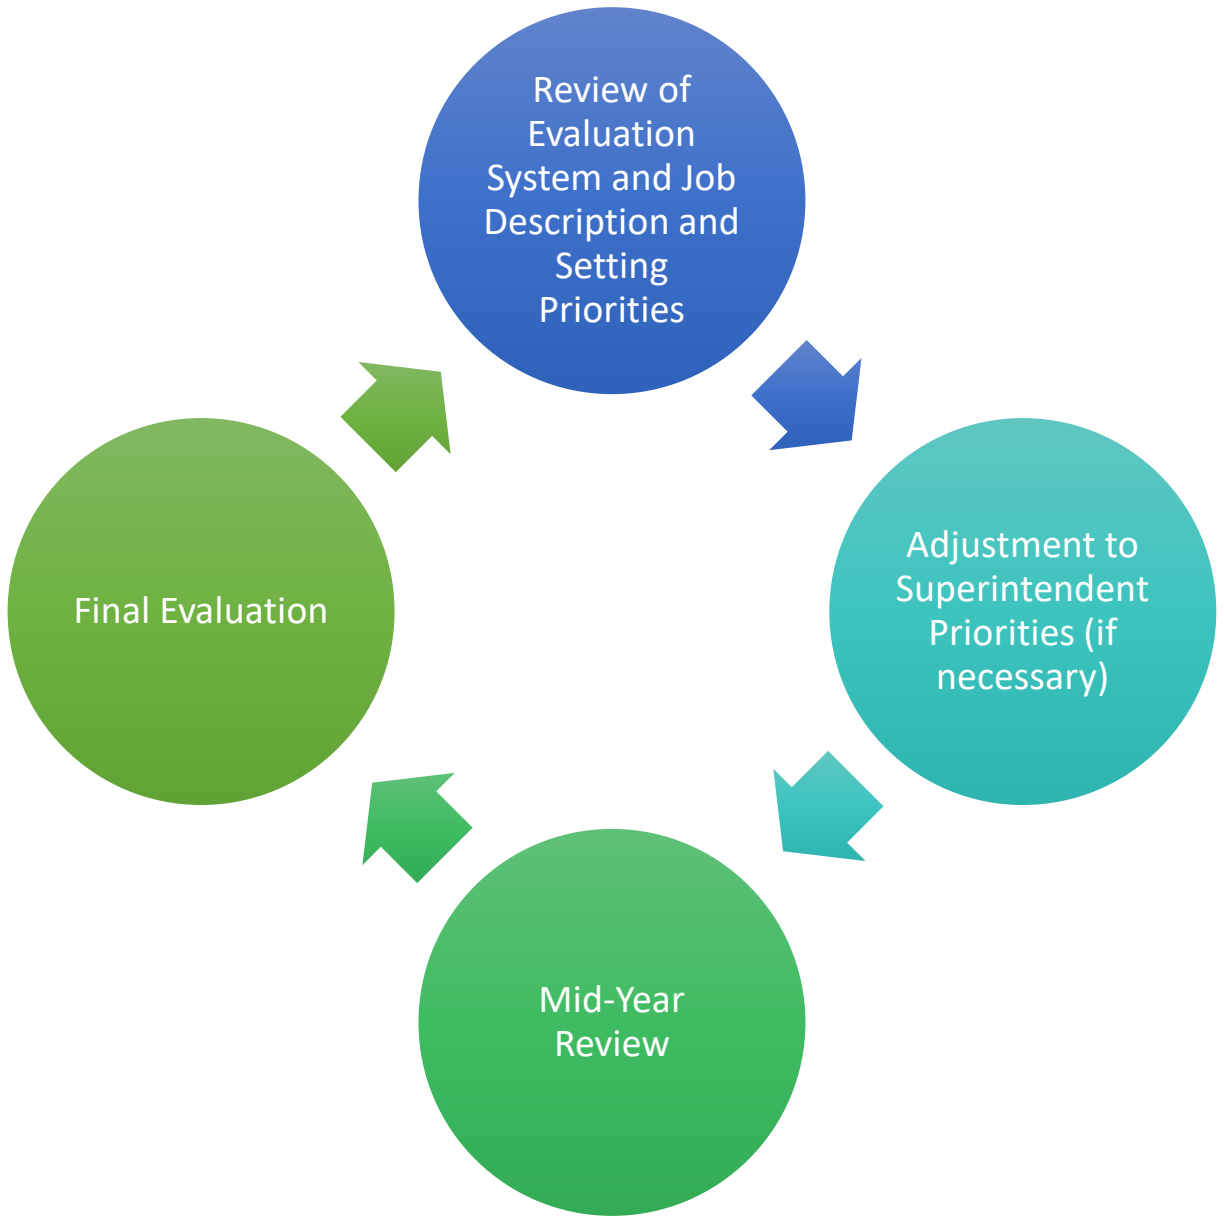 Review of
Evaluation
System and Job
Description and
Setting
Priorities
Adjustment to
Superintendent
Priorities (if
necessary)
Mid-Year
Review
Final Evaluation